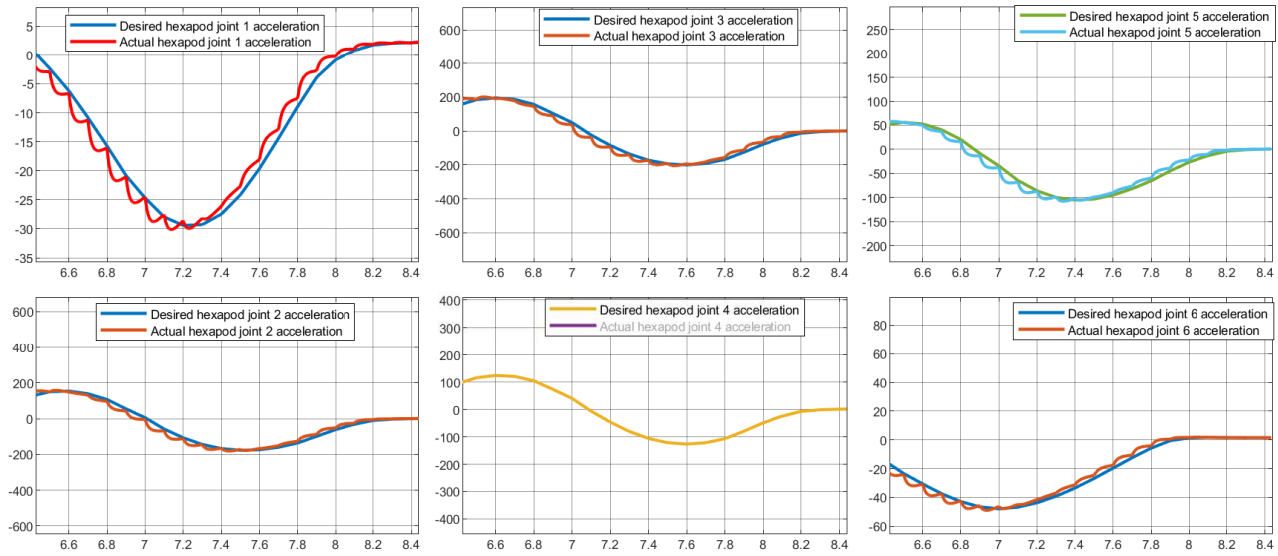 Desired hexapod joint 1 acceleration
Actual hexapod joint 1 acceleration
5
0
-5
-10
-15
-20
-25
-30
-35
6.6 6.8 7 7.2 7.4 7.6 7.8 8 8.2 8.4
Desired hexapod joint 3 acceleration
Actual hexapod joint 3 acceleration
600
400
200
0
-200
-400
-600
6.6 6.8 7 7.2 7.4 7.6 7.8 8 8.2 8.4
Desired hexapod joint 5 acceleration
Actual hexapod joint 5 acceleration
250
200
150
100
50
0
-50
-100
-150
-200
6.6 6.8 7 7.2 7.4 7.6 7.8 8 8.2 8.4
Desired hexapod joint 2 acceleration
Actual hexapod joint 2 acceleration
600
400
200
0
-200
-400
-600
6.6 6.8 7 7.2 7.4 7.6 7.8 8 8.2 8.4
Desired hexapod joint 4 acceleration
Actual hexapod joint 4 acceleration
400
300
200
100
0
-100
-200
-300
-400
6.6 6.8 7 7.2 7.4 7.6 7.8 8 8.2 8.4
Desired hexapod joint 6 acceleration
Actual hexapod joint 6 acceleration
80
60
40
20
0
-20
-40
-60
6.6 6.8 7 7.2 7.4 7.6 7.8 8 8.2 8.4